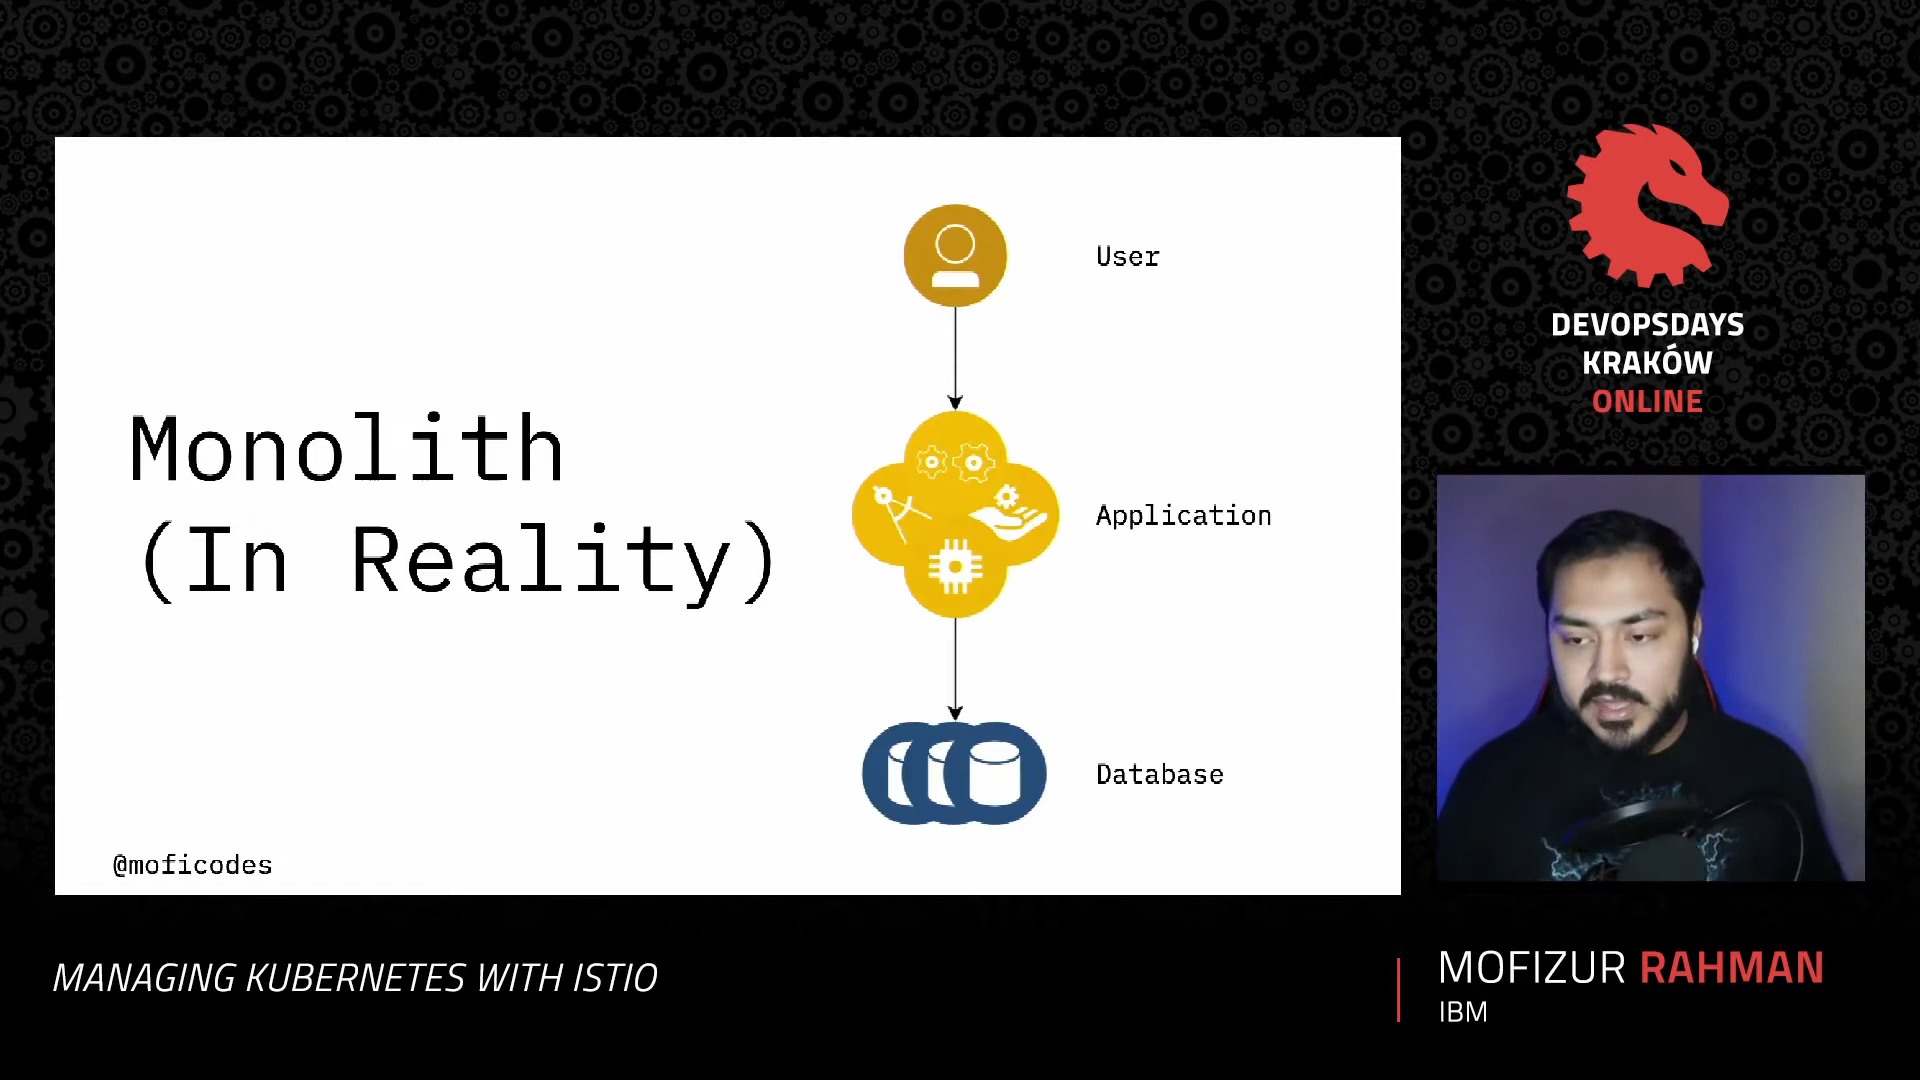 Monolith
(In Reality)
User
Application
Database
@moficodes
DEVOPSDAYS
KRAKÓW
ONLINE
MANAGING KUBERNETES WITH ISTIO
MOFIZUR RAHMAN
IBM